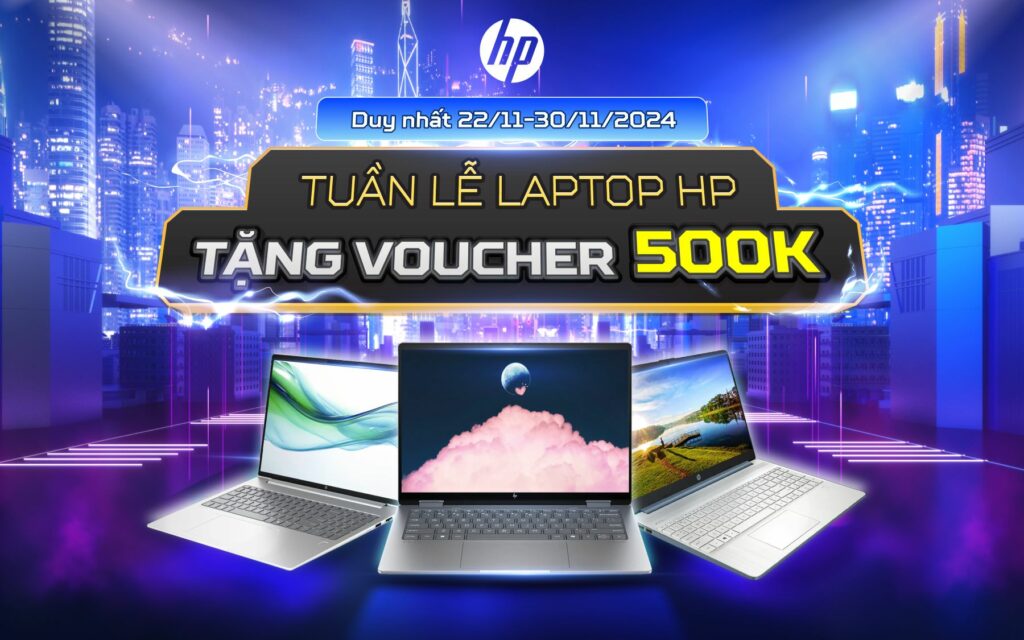 hp
Duy nhất 22/11-30/11/2024
TUẦN LỄ LAPTOP HP
TẶNG VOUCHER 500K